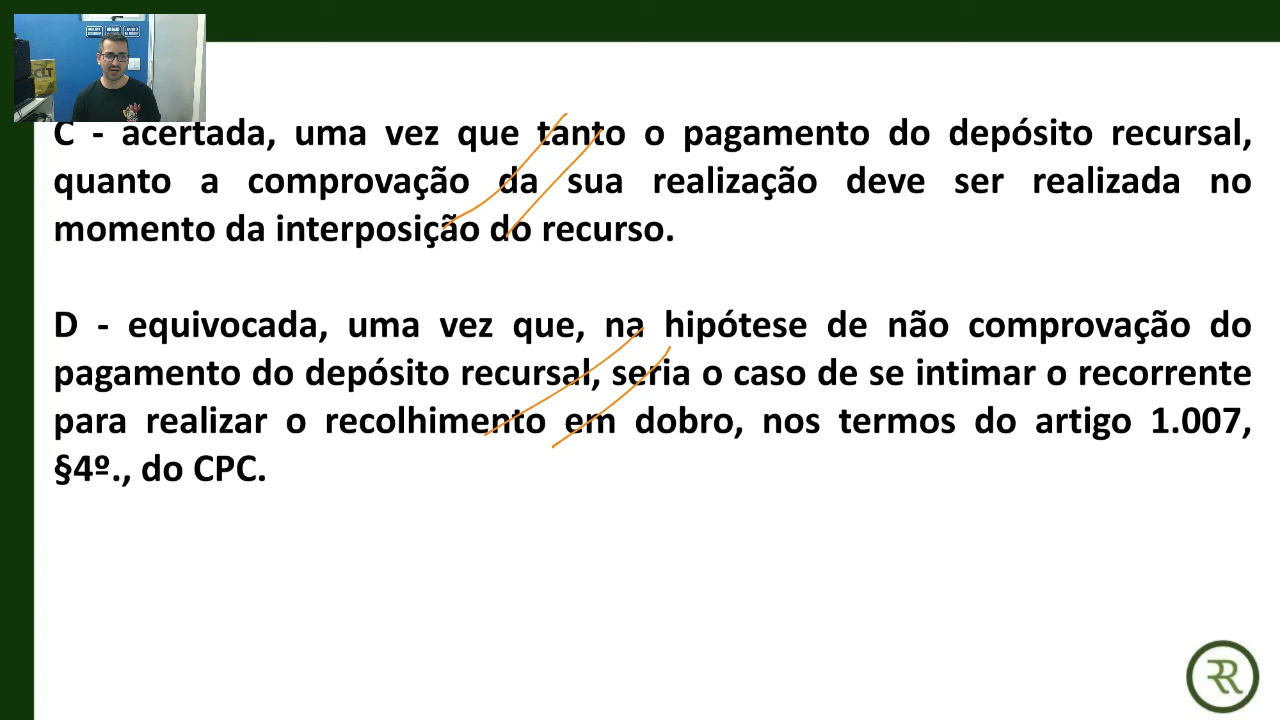 C - acertada, uma vez que tanto o pagamento do depósito recursal,
quanto a comprovação da sua realização deve ser realizada no
momento da interposição do recurso.
D - equivocada, uma vez que, na hipótese de não comprovação do
pagamento do depósito recursal, seria o caso de se intimar o recorrente
para realizar o recolhimento em dobro, nos termos do artigo 1.007,
§4º., do CPC.